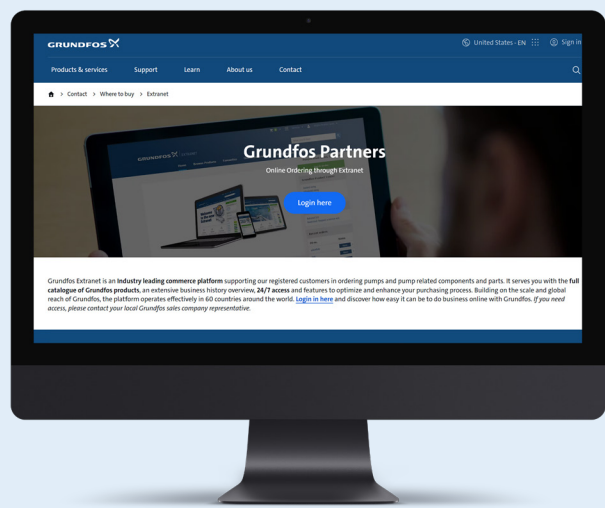 GRUNDFOS
United States - EN
Sign in
Products & services Support Learn About us Contact
> Contact > Where to buy > Extranet
GRUNDFOS
Grundfos Partners
Online Ordering through Extranet
Login here
Grundfos Extranet is an Industry leading commerce platform supporting our registered customers in ordering pumps and pump related components and parts. It serves you with the full
catalogue of Grundfos products, an extensive business history overview, 24/7 access and features to optimize and enhance your purchasing process. Building on the scale and global
reach of Grundfos, the platform operates effectively in 60 countries around the world. Login in here and discover how easy it can be to do business online with Grundfos. If you need
access, please contact your local Grundfos sales company representative.